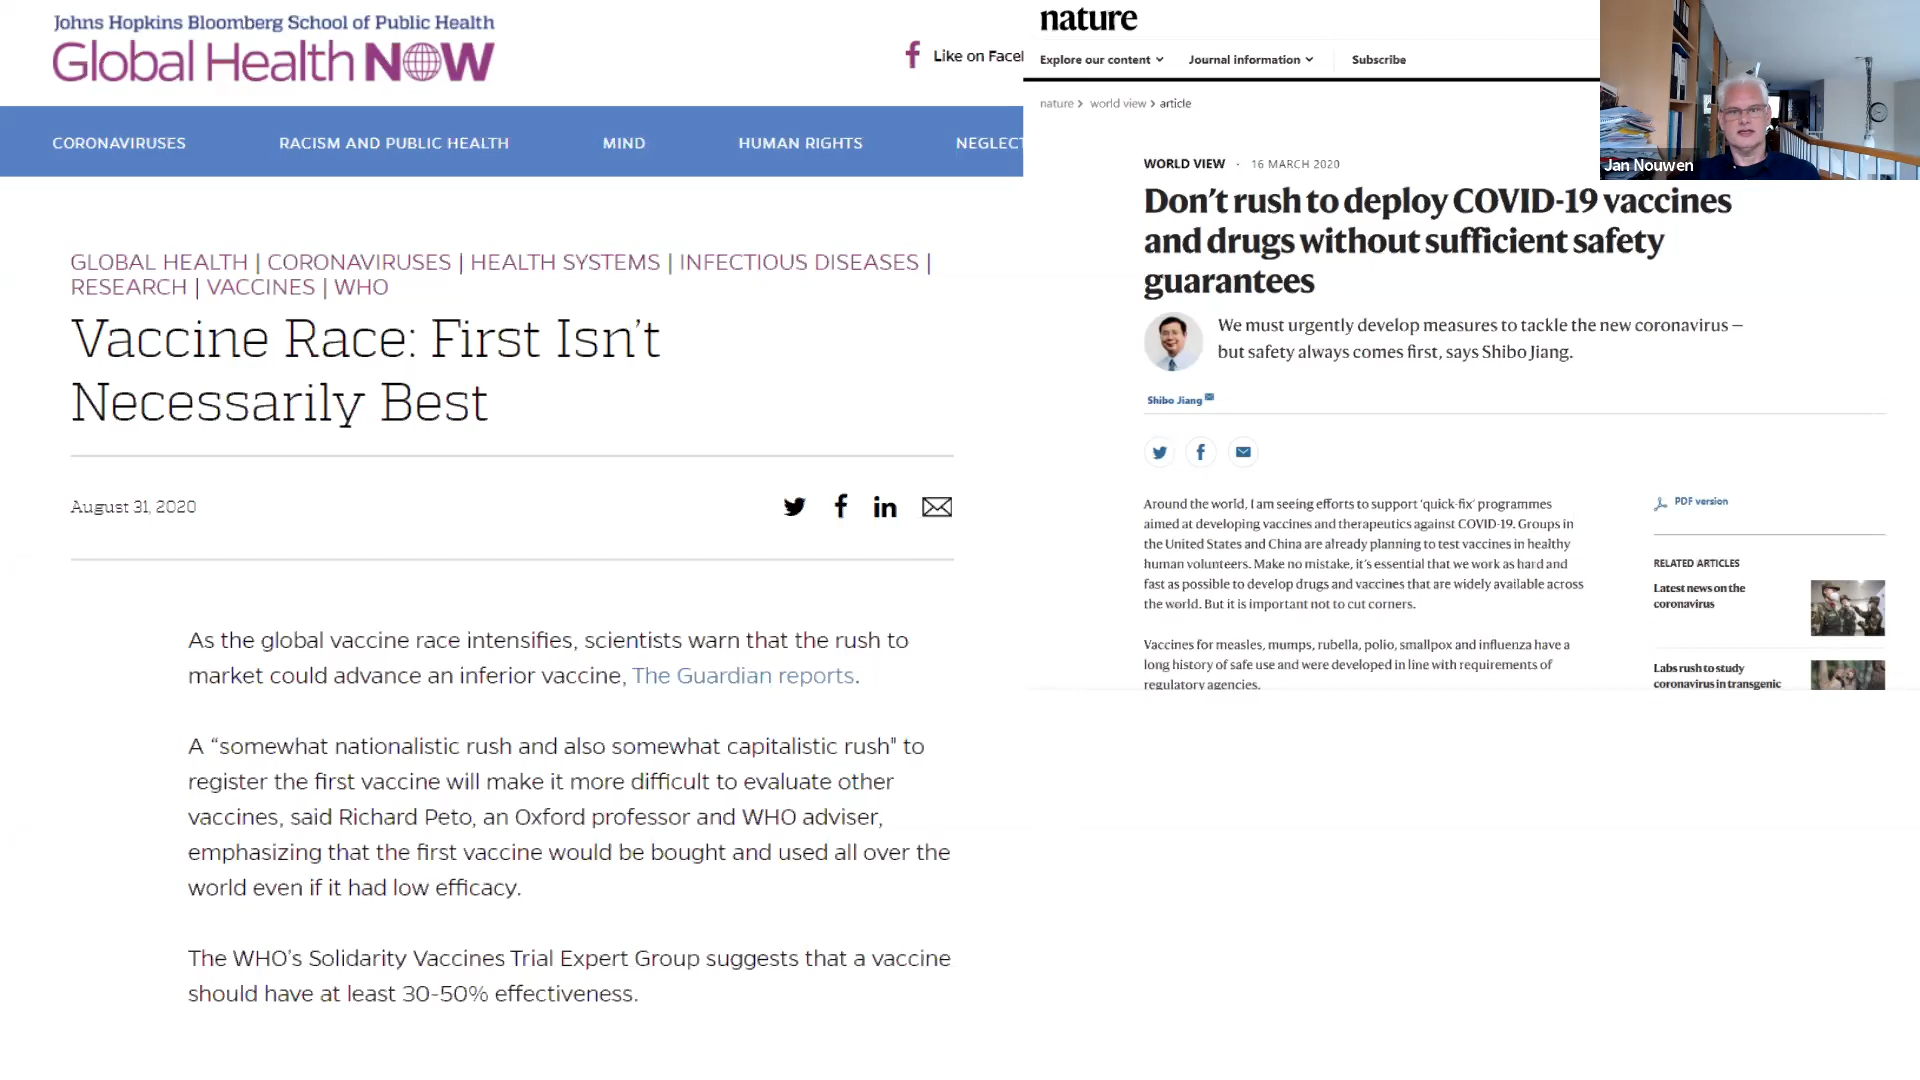 Johns Hopkins Bloomberg School of Public Health
Global Health NOW
Like on Facel
CORONAVIRUSES RACISM AND PUBLIC HEALTH MIND HUMAN RIGHTS NEGLECT
GLOBAL HEALTH | CORONAVIRUSES | HEALTH SYSTEMS | INFECTIOUS DISEASES |
RESEARCH | VACCINES | WHO
Vaccine Race: First Isn't
Necessarily Best
August 31, 2020
As the global vaccine race intensifies, scientists warn that the rush to
market could advance an inferior vaccine, The Guardian reports.
A “somewhat nationalistic rush and also somewhat capitalistic rush" to
register the first vaccine will make it more difficult to evaluate other
vaccines, said Richard Peto, an Oxford professor and WHO adviser,
emphasizing that the first vaccine would be bought and used all over the
world even if it had low efficacy.
The WHO's Solidarity Vaccines Trial Expert Group suggests that a vaccine
should have at least 30-50% effectiveness.
nature
Explore our content Journal information Subscribe
nature > world view > article
WORLD VIEW · 16 MARCH 2020
Don't rush to deploy COVID-19 vaccines
and drugs without sufficient safety
guarantees
We must urgently develop measures to tackle the new coronavirus —
but safety always comes first, says Shibo Jiang.
Shibo Jiang
Around the world, I am seeing efforts to support ‘quick-fix’ programmes
aimed at developing vaccines and therapeutics against COVID-19. Groups in
the United States and China are already planning to test vaccines in healthy
human volunteers. Make no mistake, it's essential that we work as hard and
fast as possible to develop drugs and vaccines that are widely available across
the world. But it is important not to cut corners.
Vaccines for measles, mumps, rubella, polio, smallpox and influenza have a
long history of safe use and were developed in line with requirements of
regulatory agencies.
PDF version
RELATED ARTICLES
Latest news on the
coronavirus
Labs rush to study
coronavirus in transgenic
Jan Nouwen